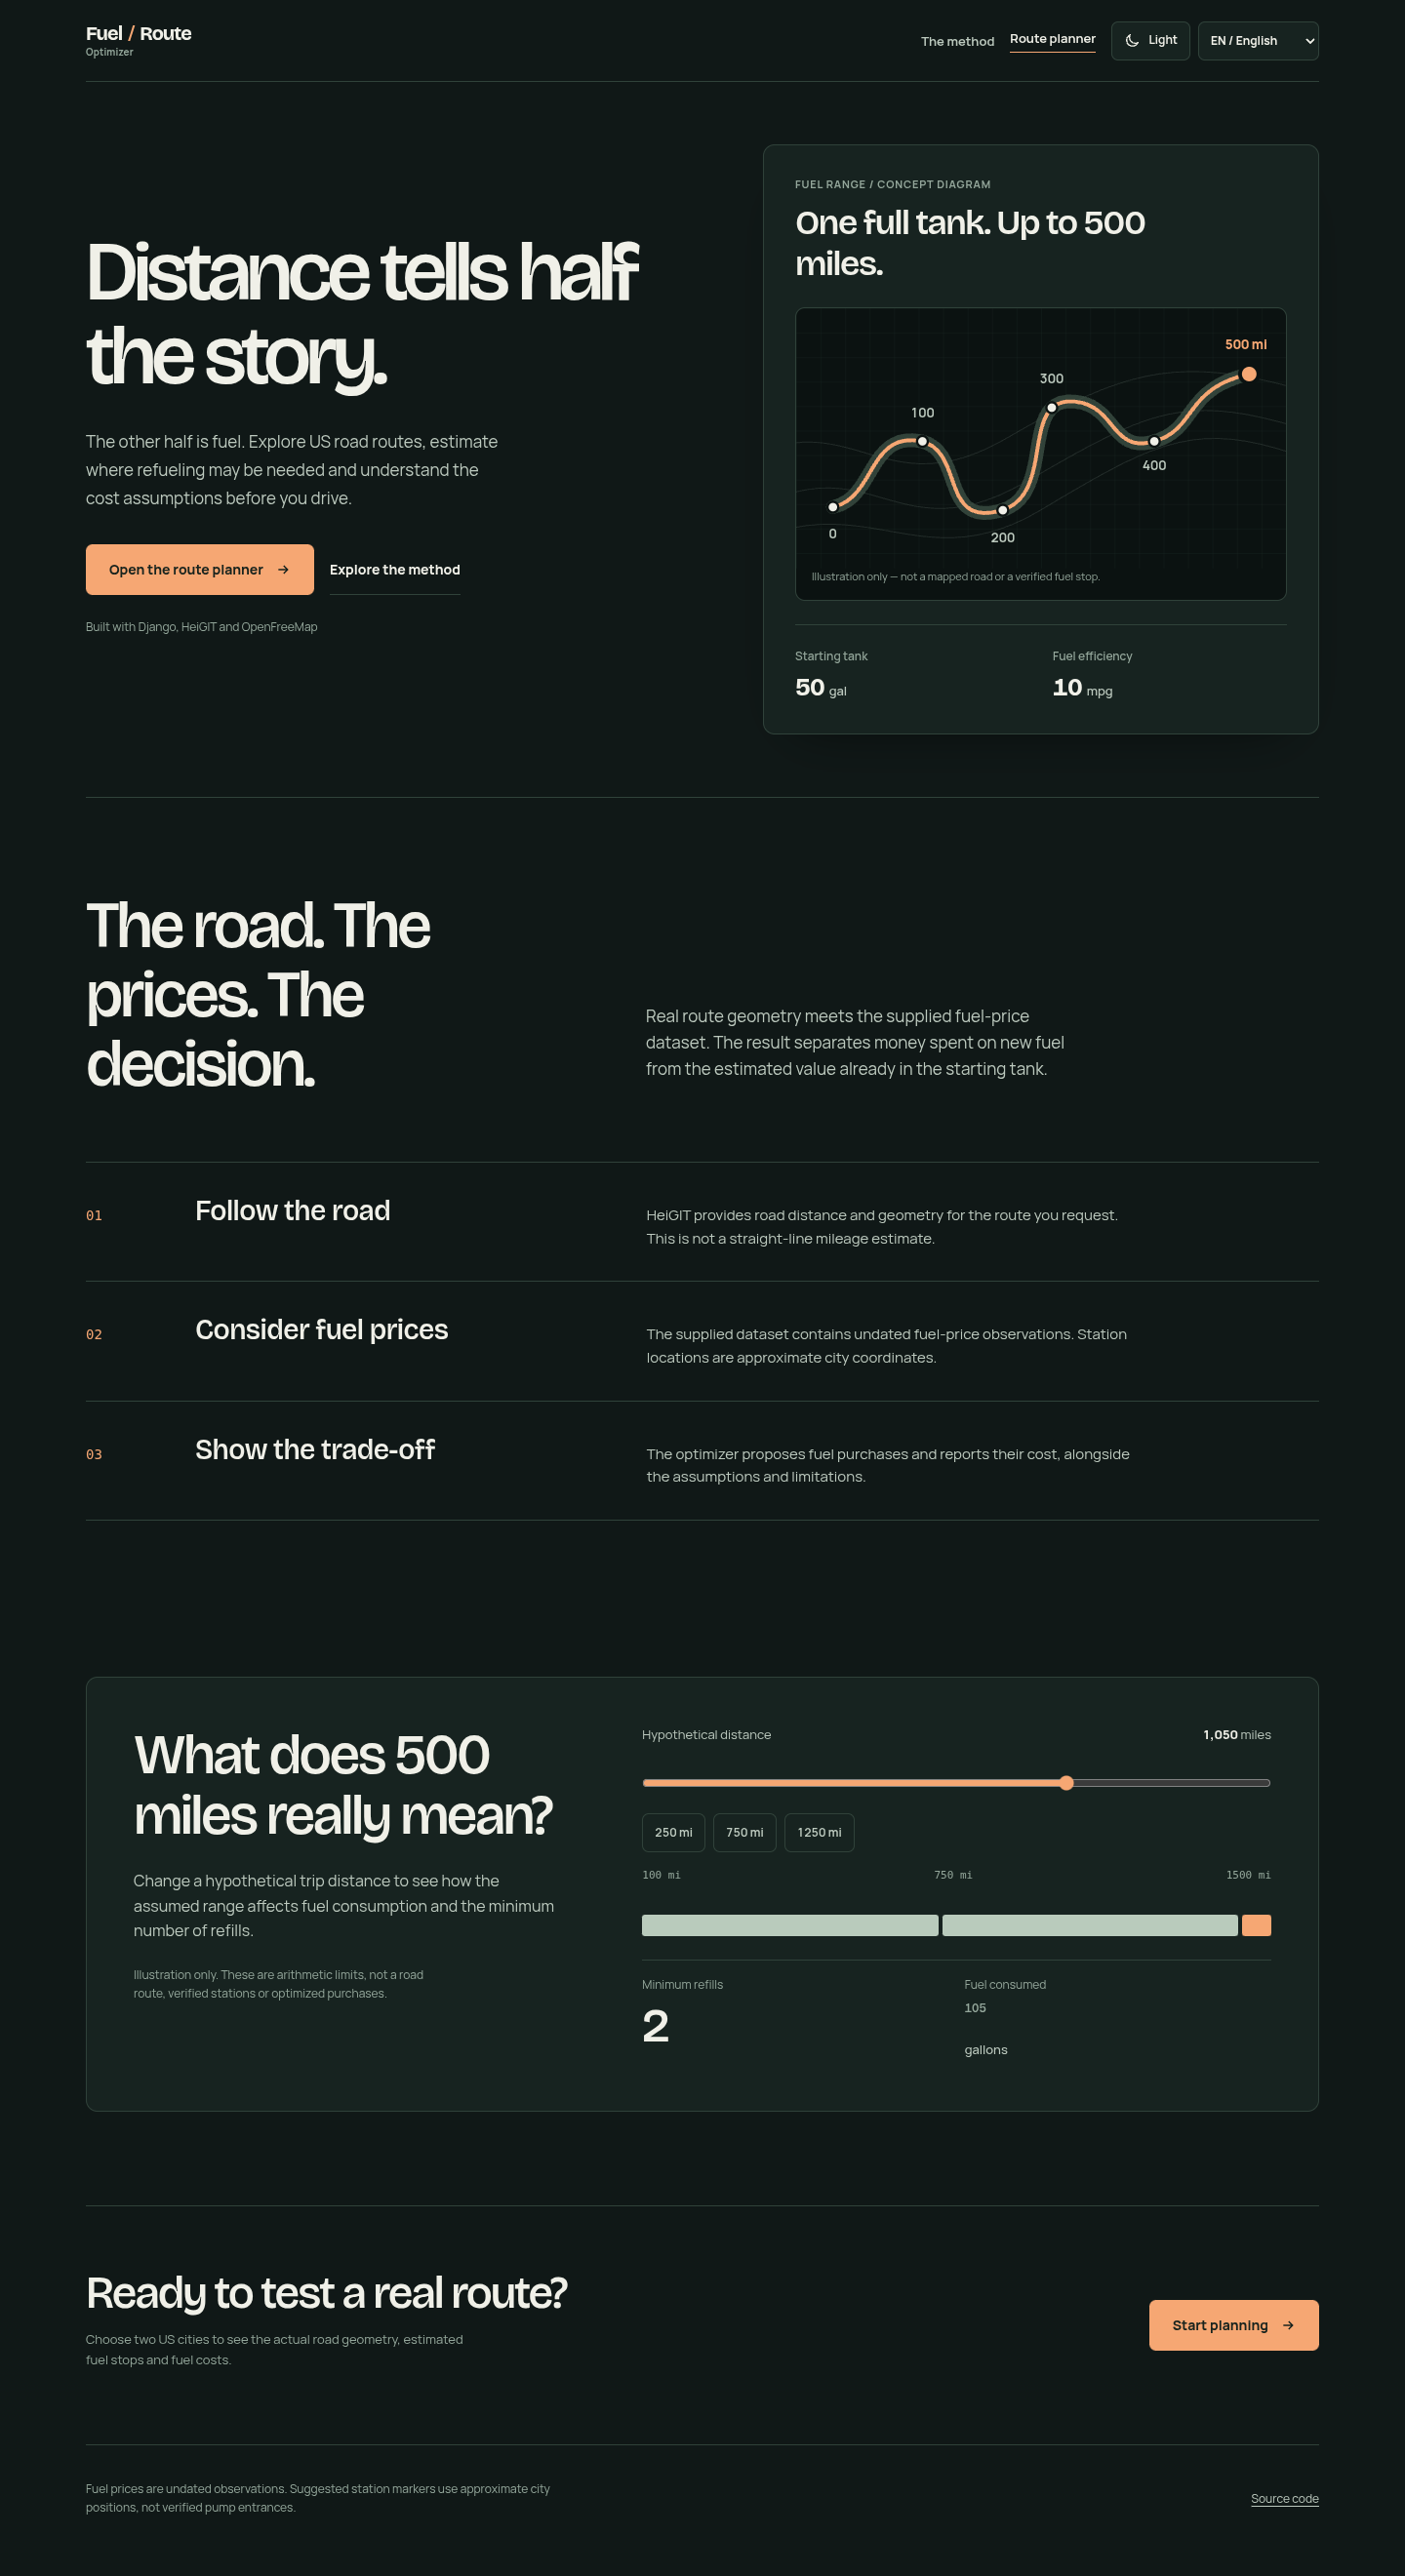 Fuel / Route
Optimizer
The method
Route planner
Light
EN / English
Distance tells half
the story.
The other half is fuel. Explore US road routes, estimate
where refueling may be needed and understand the
cost assumptions before you drive.
Open the route planner →
Explore the method
Built with Django, HeiGIT and OpenFreeMap
FUEL RANGE / CONCEPT DIAGRAM
One full tank. Up to 500
miles.
500 mi
300
100
400
0
200
Illustration only — not a mapped road or a verified fuel stop.
Starting tank
50 gal
Fuel efficiency
10 mpg
The road. The
prices. The
decision.
Real route geometry meets the supplied fuel-price
dataset. The result separates money spent on new fuel
from the estimated value already in the starting tank.
01
Follow the road
HeiGIT provides road distance and geometry for the route you request.
This is not a straight-line mileage estimate.
02
Consider fuel prices
The supplied dataset contains undated fuel-price observations. Station
locations are approximate city coordinates.
03
Show the trade-off
The optimizer proposes fuel purchases and reports their cost, alongside
the assumptions and limitations.
What does 500
miles really mean?
Change a hypothetical trip distance to see how the
assumed range affects fuel consumption and the minimum
number of refills.
Illustration only. These are arithmetic limits, not a road
route, verified stations or optimized purchases.
Hypothetical distance
1,050 miles
250 mi
750 mi
1250 mi
100 mi
750 mi
1500 mi
Minimum refills
2
Fuel consumed
105
gallons
Ready to test a real route?
Choose two US cities to see the actual road geometry, estimated
fuel stops and fuel costs.
Start planning →
Fuel prices are undated observations. Suggested station markers use approximate city
positions, not verified pump entrances.
Source code